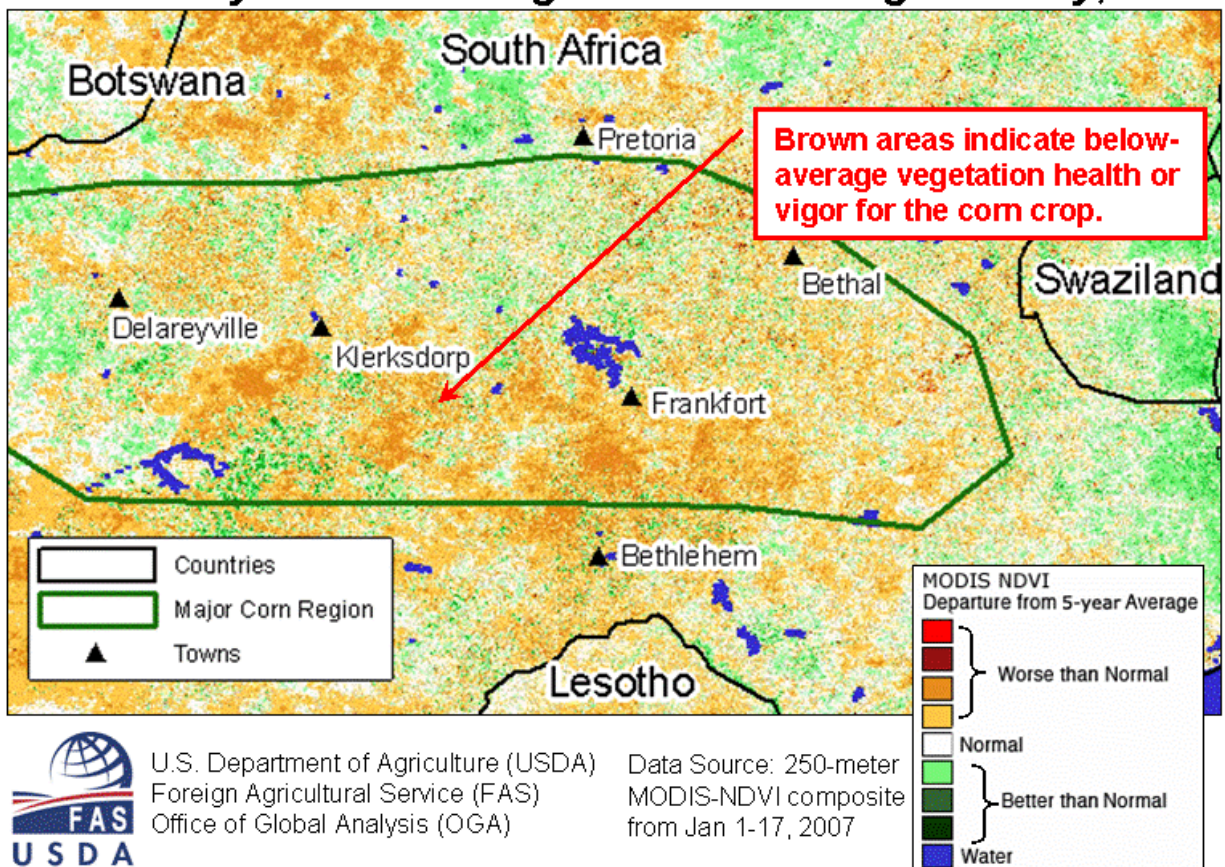 South Africa
Botswana
Pretoria
Brown areas indicate below-
average vegetation health or
vigor for the corn crop.
Bethal
Swaziland
Delareyville
Klerksdorp
Frankfort
Bethlehem
Lesotho
Countries
Major Corn Region
Towns
MODIS NDVI
Departure from 5-year Average
Worse than Normal
Normal
Better than Normal
Water
FAS
USDA
U.S. Department of Agriculture (USDA)
Foreign Agricultural Service (FAS)
Office of Global Analysis (OGA)
Data Source: 250-meter
MODIS-NDVI composite
from Jan 1-17, 2007